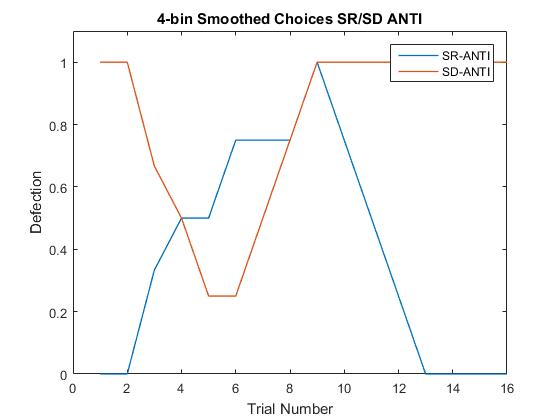 4-bin Smoothed Choices SR/SD ANTI
SR-ANTI
SD-ANTI
Defection
1
0.8
0.6
0.4
0.2
0
0 2 4 6 8 10 12 14 16
Trial Number